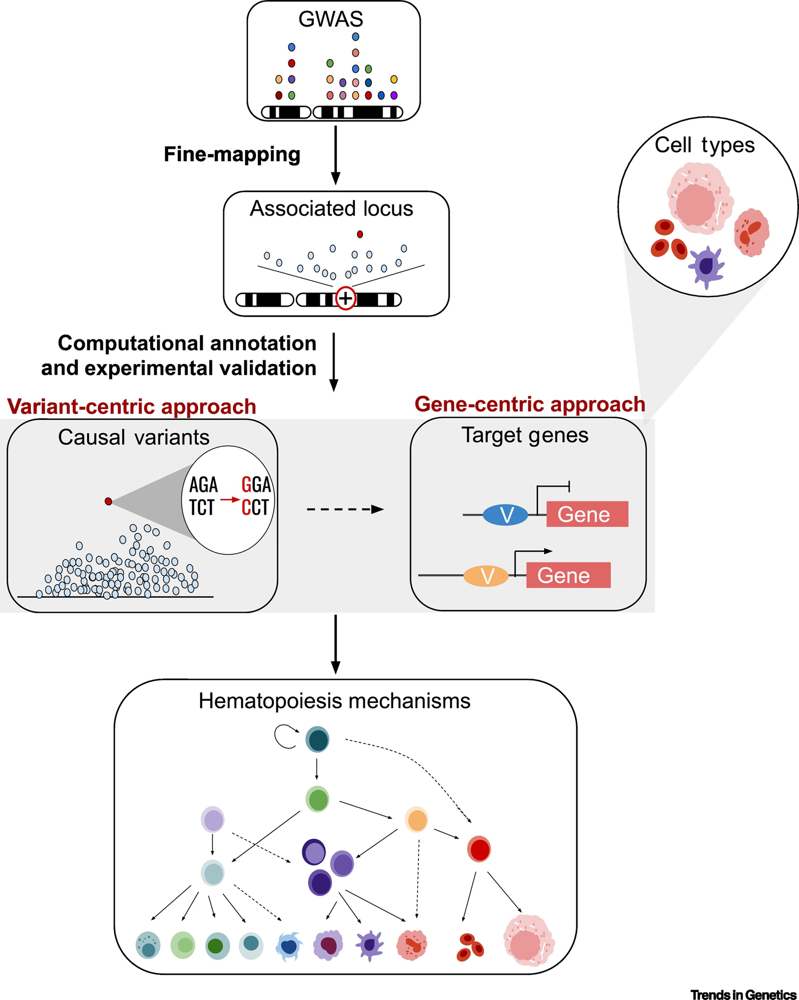 GWAS
Fine-mapping
Cell types
Associated locus
+
Computational annotation
and experimental validation
Variant-centric approach
Gene-centric approach
Causal variants
Target genes
AGA GGA
TCT CCT
V Gene
V Gene
Hematopoiesis mechanisms
Trends in Genetics